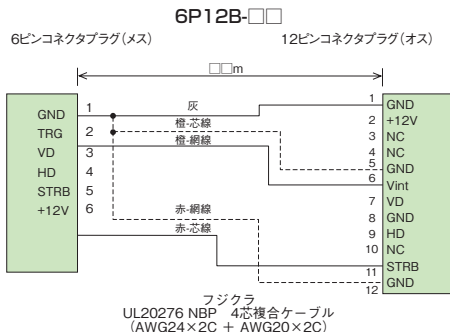 6P12B-□□
6ピンコネクタプラグ(メス)
12ピンコネクタプラグ(オス)
□□m
GND 1
TRG 2
VD 3
HD 4
STRB 5
+12V 6
灰
橙-芯線
橙-網線
赤-網線
赤-芯線
1 GND
2 +12V
3 NC
4 NC
5 GND
6 Vint
7 VD
8 GND
9 HD
10 NC
11 STRB
12 GND
フジクラ
UL20276 NBP 4芯複合ケーブル
(AWG24×2C + AWG20×2C)